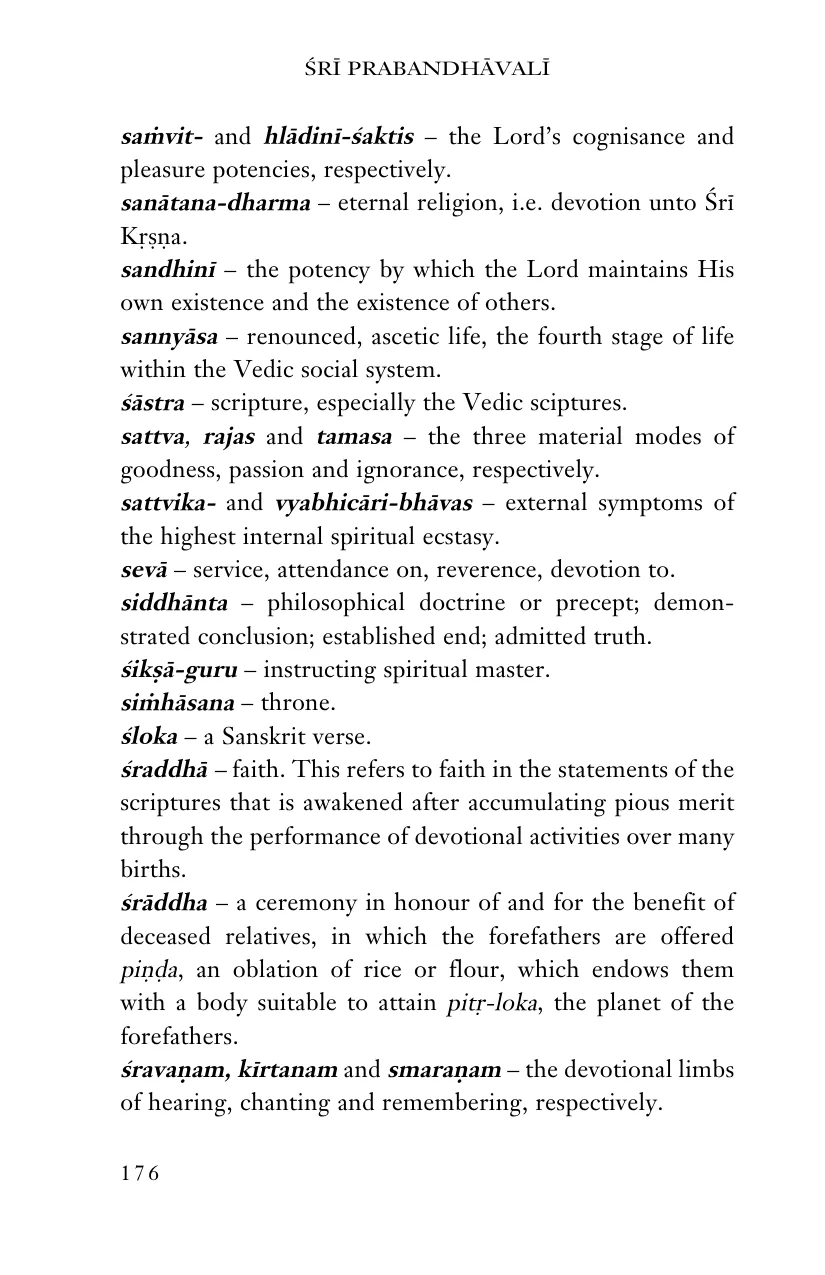 ŚRĪ PRABANDHĀVALĪ
saṁvit- and hlādinī-śaktis – the Lord’s cognisance and
pleasure potencies, respectively.
sanātana-dharma – eternal religion, i.e. devotion unto Śrī
Kṛṣṇa.
sandhinī – the potency by which the Lord maintains His
own existence and the existence of others.
sannyāsa – renounced, ascetic life, the fourth stage of life
within the Vedic social system.
śāstra – scripture, especially the Vedic sciptures.
sattva, rajas and tamasa – the three material modes of
goodness, passion and ignorance, respectively.
sattvika- and vyabhicāri-bhāvas – external symptoms of
the highest internal spiritual ecstasy.
sevā – service, attendance on, reverence, devotion to.
siddhānta – philosophical doctrine or precept; demon-
strated conclusion; established end; admitted truth.
śikṣā-guru – instructing spiritual master.
siṁhāsana – throne.
śloka – a Sanskrit verse.
śraddhā – faith. This refers to faith in the statements of the
scriptures that is awakened after accumulating pious merit
through the performance of devotional activities over many
births.
śrāddha – a ceremony in honour of and for the benefit of
deceased relatives, in which the forefathers are offered
piṇḍa, an oblation of rice or flour, which endows them
with a body suitable to attain pitṛ-loka, the planet of the
forefathers.
śravaṇam, kīrtanam and smaraṇam – the devotional limbs
of hearing, chanting and remembering, respectively.
176